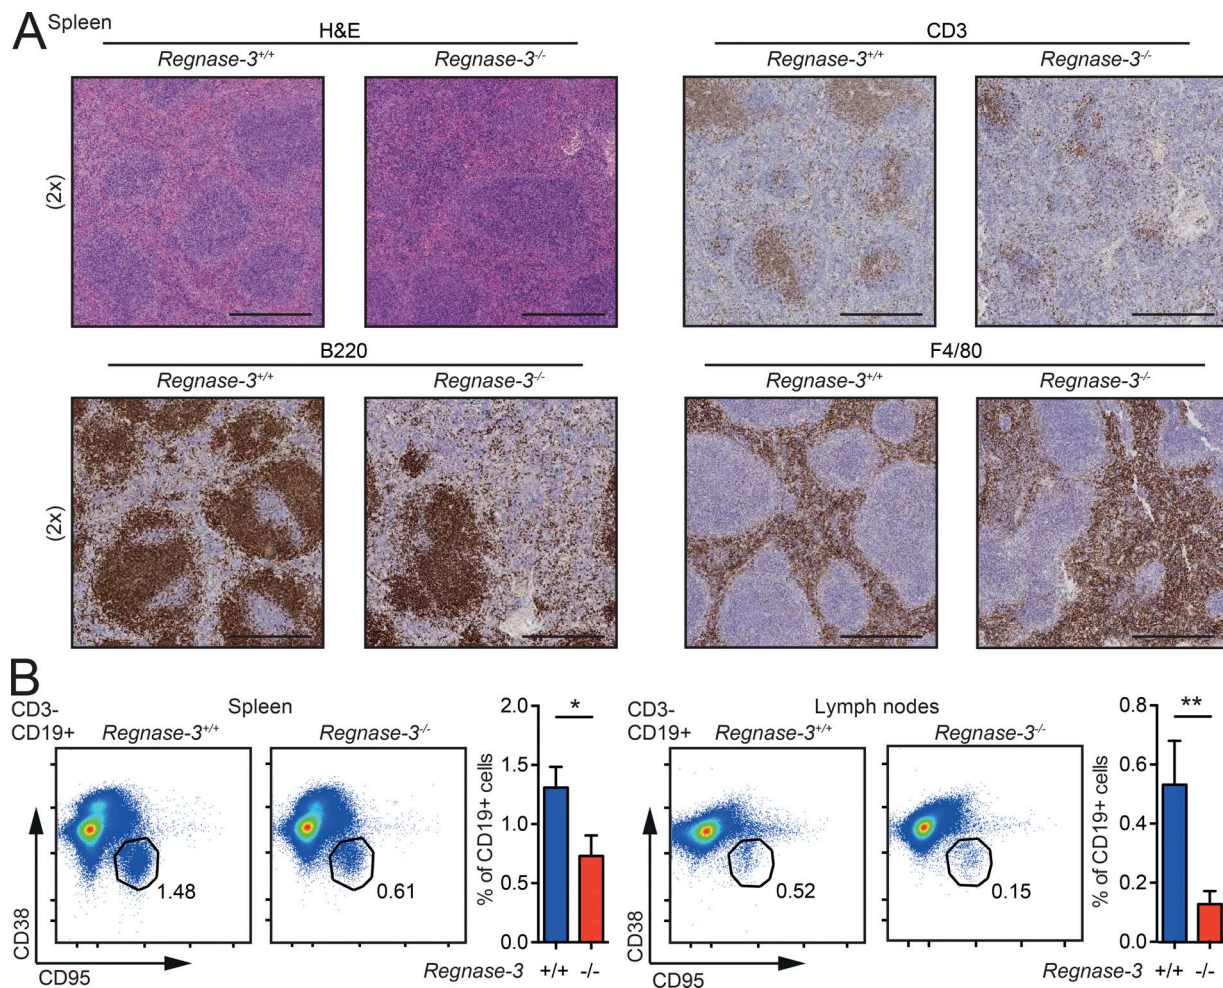 A Spleen
H&E
CD3
Regnase-3+/+
Regnase-3-/-
Regnase-3+/+
Regnase-3-/-
(2x)
B220
F4/80
Regnase-3+/+
Regnase-3-/-
Regnase-3+/+
Regnase-3-/-
(2x)
B
CD3-
CD19+
Spleen
Regnase-3+/+
Regnase-3-/-
1.48
0.61
CD38
CD95
% of CD19+ cells
2.0
1.5
1.0
0.5
0.0
*
Regnase-3 +/+ -/-
CD3-
CD19+
Lymph nodes
Regnase-3+/+
Regnase-3-/-
0.52
0.15
CD38
CD95
% of CD19+ cells
0.8
0.6
0.4
0.2
0.0
**
Regnase-3 +/+ -/-